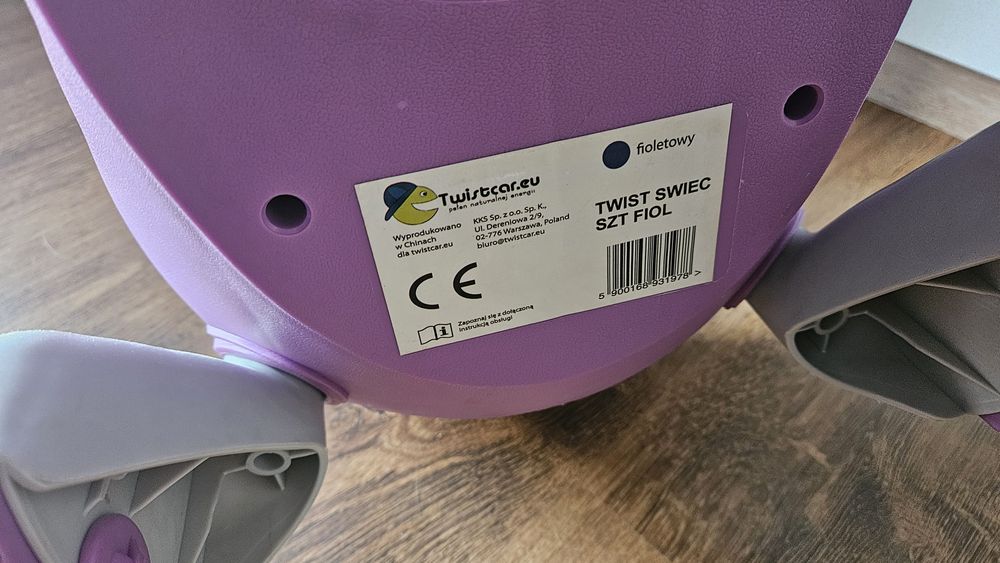 Twistcar.eu
pełen naturalnej energii
Wyprodukowano
w Chinach
dla twistcar.eu
KKS Sp. z o.o. Sp. K.,
Ul. Dereniowa 2/9,
02-776 Warszawa, Poland
biuro@twistcar.eu
CE
Zapoznaj się z dołączoną
instrukcją obsługi
fioletowy
TWIST SWIEC
SZT FIOL
5 900168 931978 >